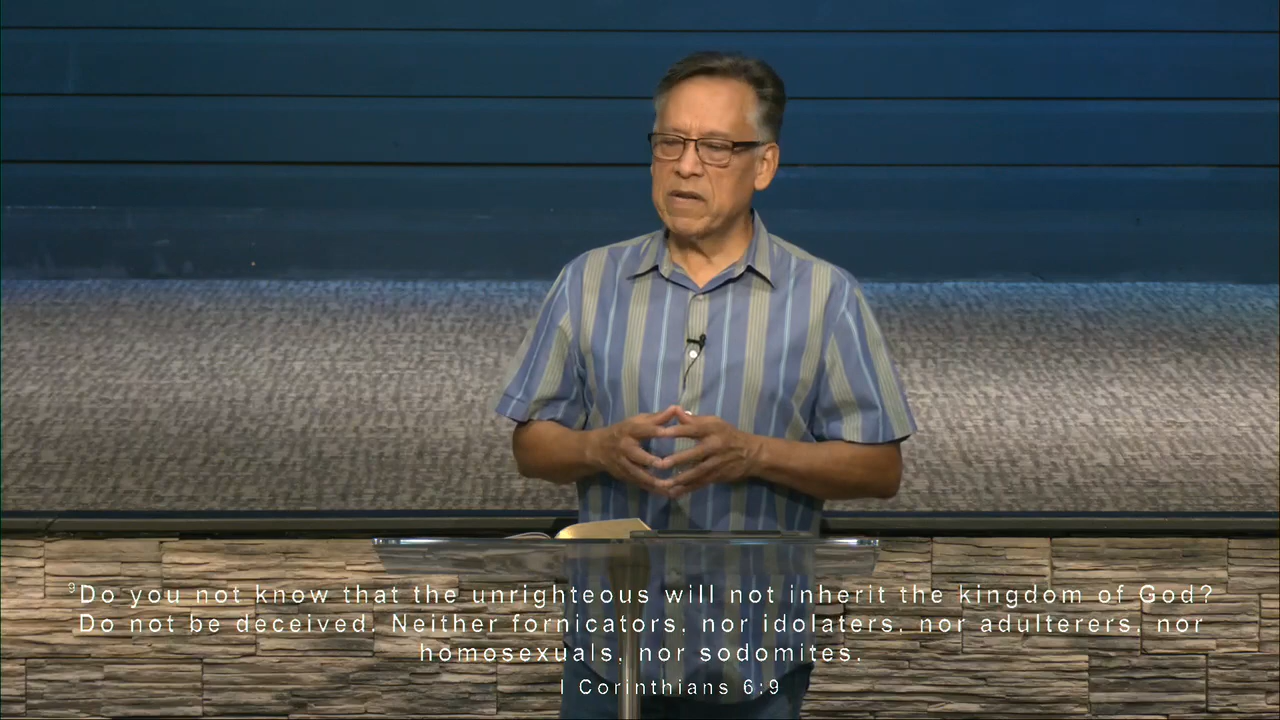 ⁹Do you not know that the unrighteous will not inherit the kingdom of God?
Do not be deceived. Neither fornicators, nor idolaters, nor adulterers, nor
homosexuals, nor sodomites.
I Corinthians 6:9